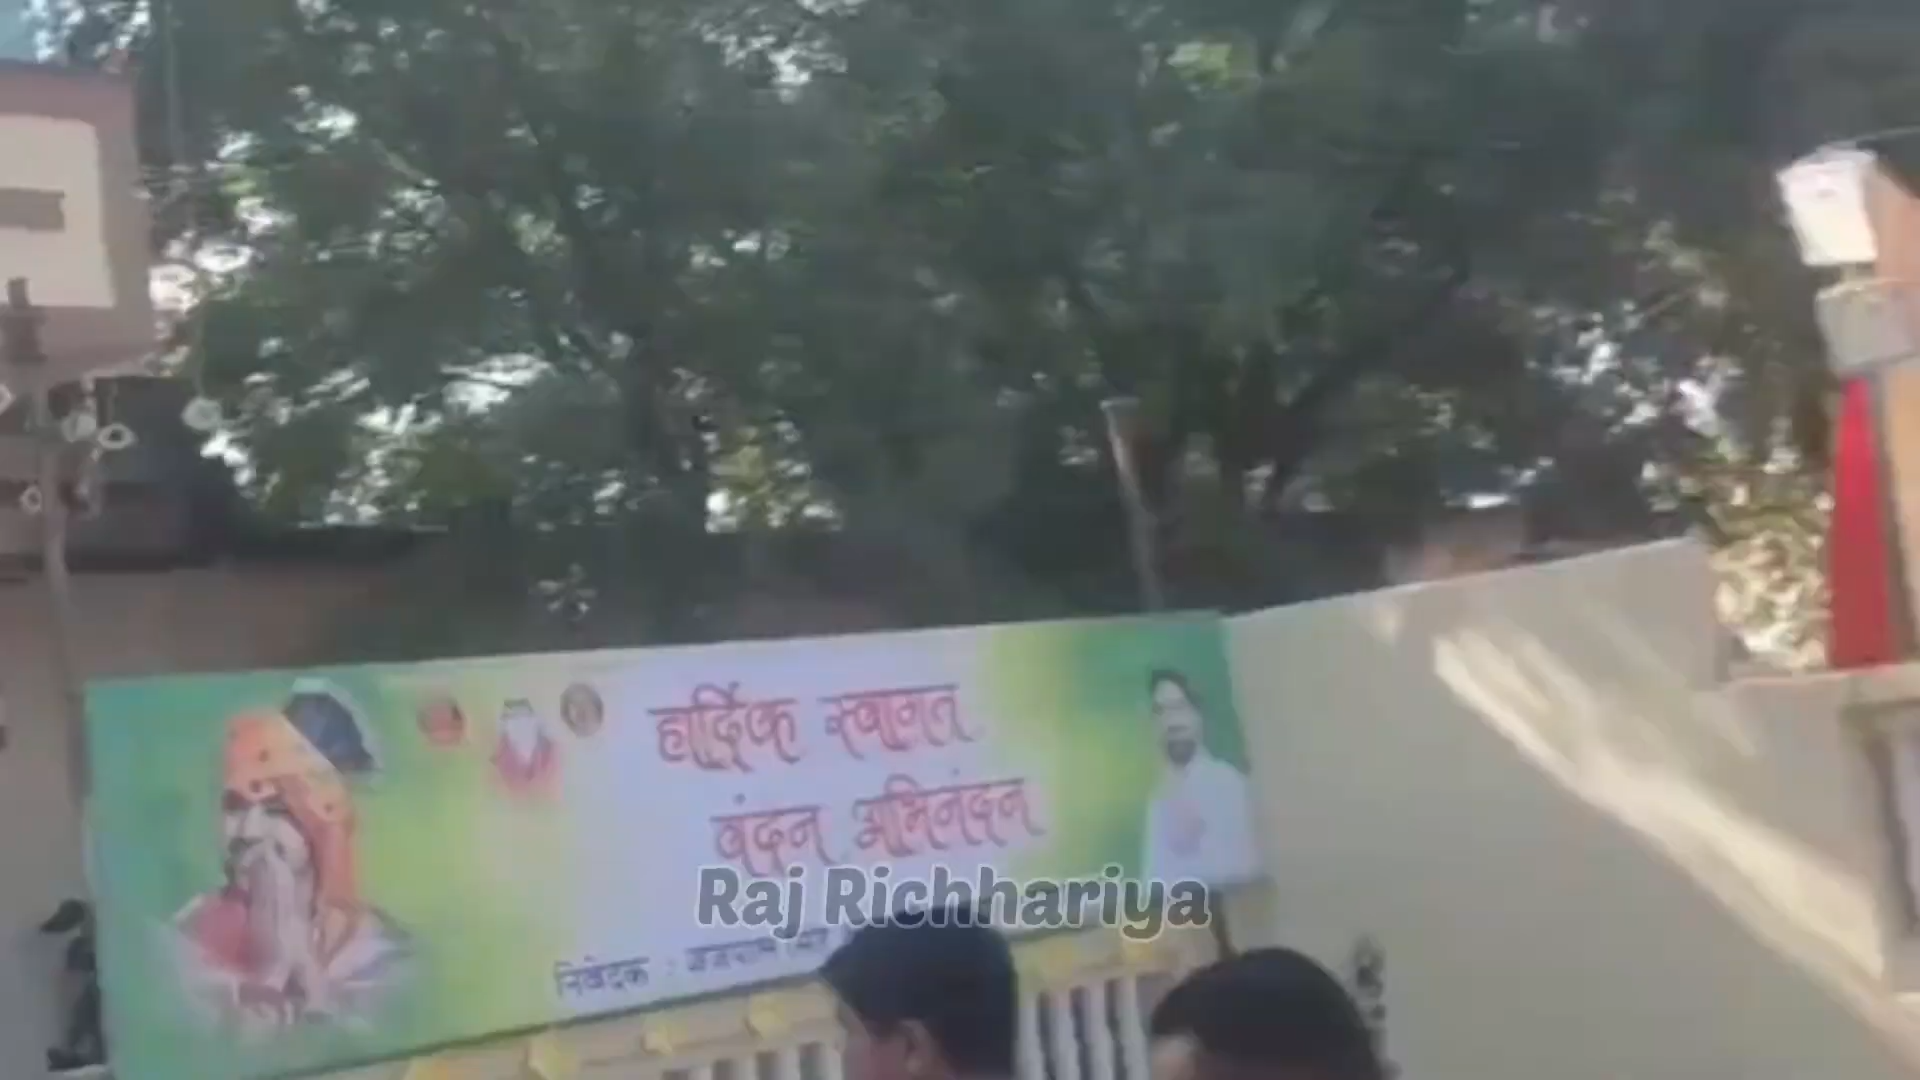 हार्दिक स्वागत
वंदन अभिनंदन
Raj Richhariya
निवेदक :